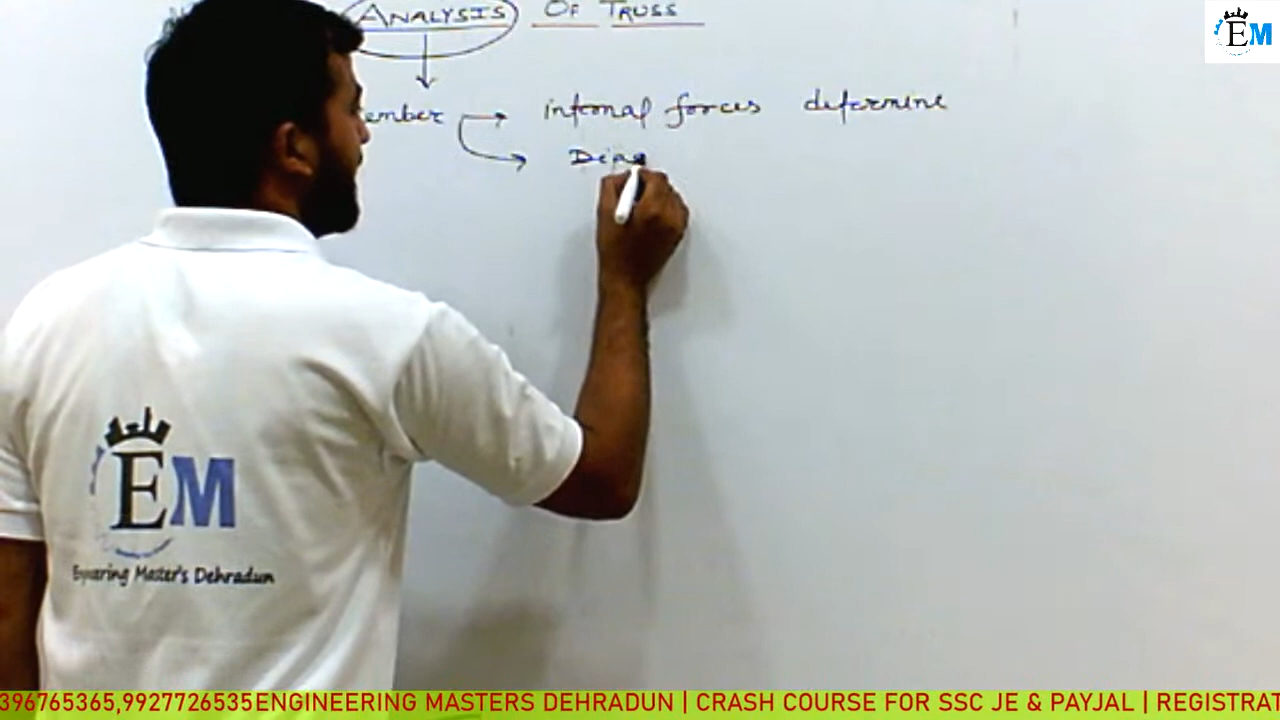 ANALYSIS OF TRUSS
ember → internal forces determine
EM
EM
Engineering Master's Dehradun
396765365,9927726535ENGINEERING MASTERS DEHRADUN | CRASH COURSE FOR SSC JE & PAYJAL | REGISTRAT